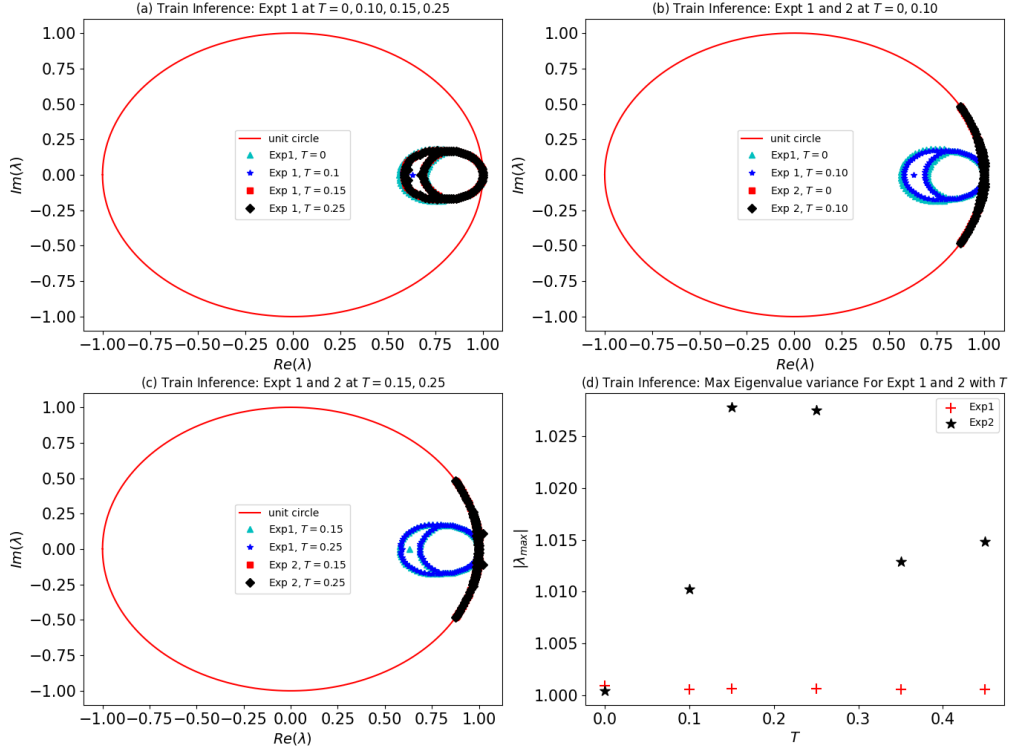 (a) Train Inference: Expt 1 at T = 0, 0.10, 0.15, 0.25
1.00
0.75
0.50
0.25
0.00
−0.25
−0.50
−0.75
−1.00
Im(λ)
unit circle
Exp1, T = 0
Exp 1, T = 0.1
Exp 1, T = 0.15
Exp 1, T = 0.25
−1.00 −0.75 −0.50 −0.25 0.00 0.25 0.50 0.75 1.00
Re(λ)
(b) Train Inference: Expt 1 and 2 at T = 0, 0.10
1.00
0.75
0.50
0.25
0.00
−0.25
−0.50
−0.75
−1.00
Im(λ)
unit circle
Exp1, T = 0
Exp 1, T = 0.10
Exp 2, T = 0
Exp 2, T = 0.10
−1.00 −0.75 −0.50 −0.25 0.00 0.25 0.50 0.75 1.00
Re(λ)
(c) Train Inference: Expt 1 and 2 at T = 0.15, 0.25
1.00
0.75
0.50
0.25
0.00
−0.25
−0.50
−0.75
−1.00
Im(λ)
unit circle
Exp1, T = 0.15
Exp1, T = 0.25
Exp 2, T = 0.15
Exp 2, T = 0.25
−1.00 −0.75 −0.50 −0.25 0.00 0.25 0.50 0.75 1.00
Re(λ)
(d) Train Inference: Max Eigenvalue variance For Expt 1 and 2 with T
1.025
1.020
1.015
1.010
1.005
1.000
|λmax|
Exp1
Exp2
0.0 0.1 0.2 0.3 0.4
T